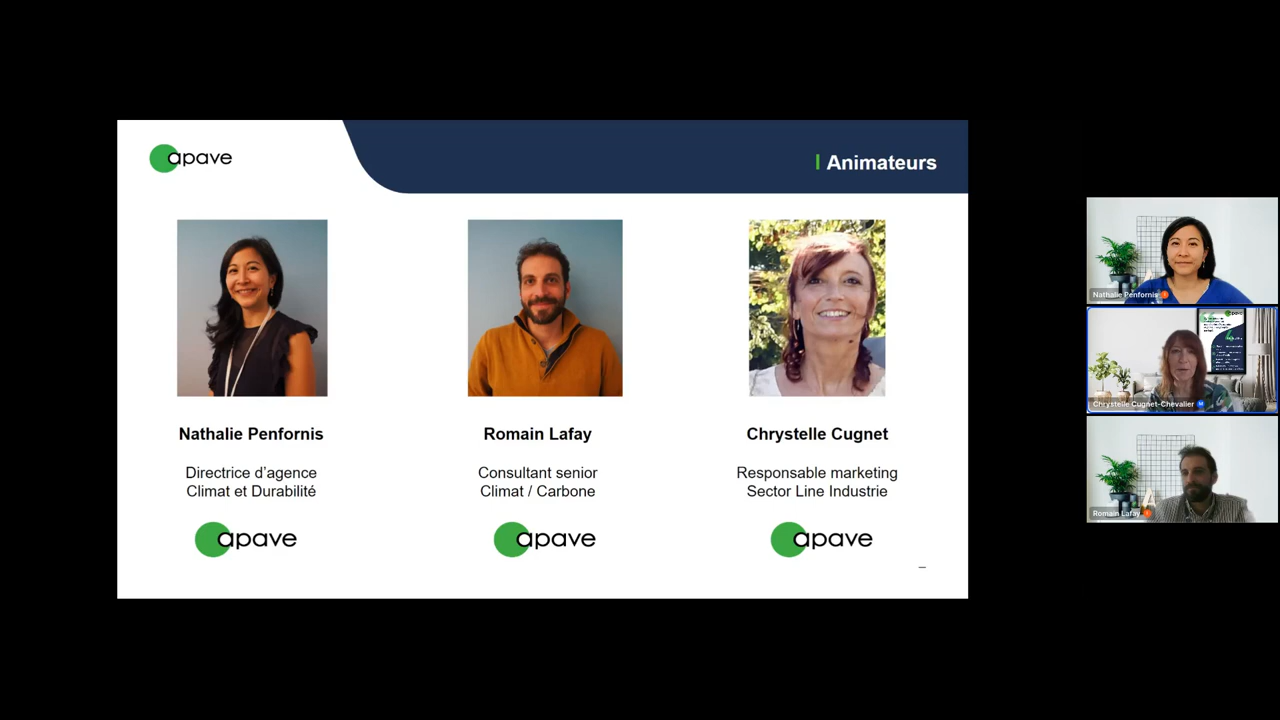 apave
Animateurs
Nathalie Penfornis
Directrice d’agence
Climat et Durabilité
apave
Romain Lafay
Consultant senior
Climat / Carbone
apave
Chrystelle Cugnet
Responsable marketing
Sector Line Industrie
apave
Nathalie Penfornis
Chrystelle Cugnet-Chevalier
Romain Lafay